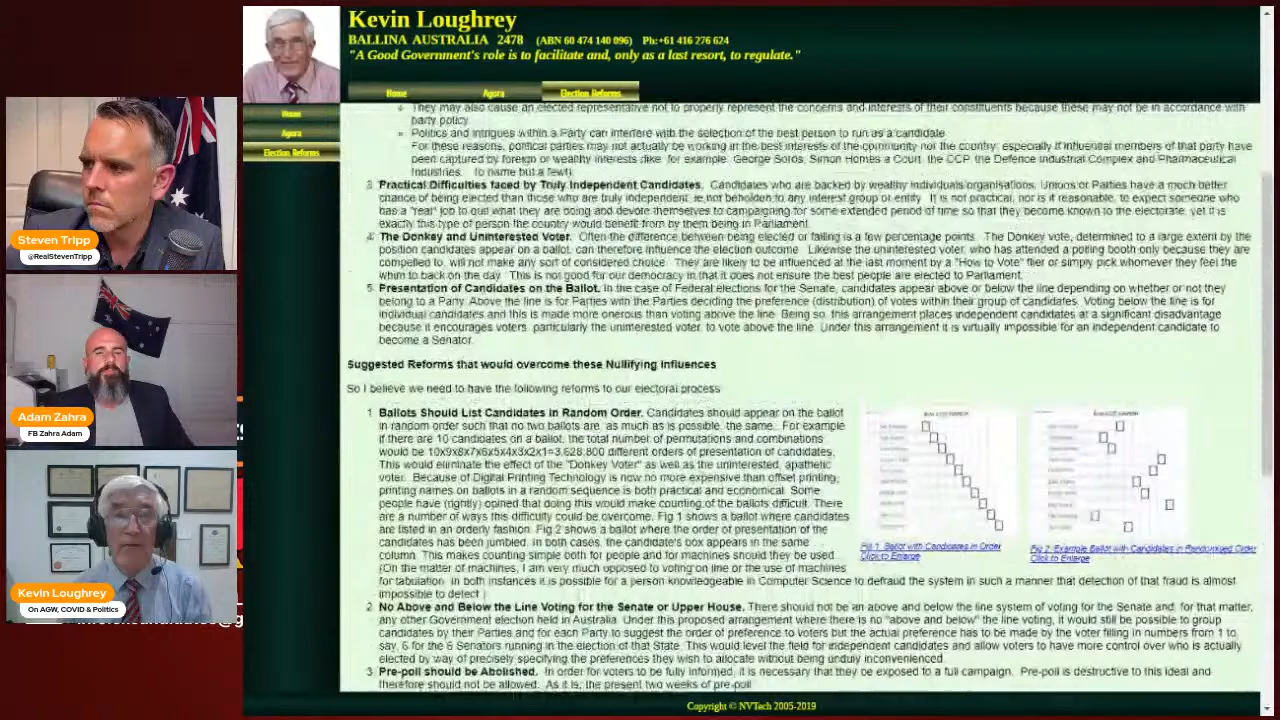 Kevin Loughrey
BALLINA AUSTRALIA 2478 (ABN 60 474 140 096) Ph:+61 416 276 624
"A Good Government's role is to facilitate and, only as a last resort, to regulate."
Home Agora Election Reforms
Home
Agora
Election Reforms
They may also cause an elected representative not to properly represent the concerns and interests of their constituents because these may not be in accordance with
party policy.
Politics and intrigues within a Party can interfere with the selection of the best person to run as a candidate.
For these reasons, political parties may not actually be working in the best interests of the community nor the country, especially if influential members of that party have
been captured by foreign or wealthy interests like, for example, George Soros, Simon Homes a Court, the CCP, the Defence Industrial Complex and Pharmaceutical
Industries. (to name but a few!)
3. Practical Difficulties faced by Truly Independent Candidates. Candidates who are backed by wealthy individuals organisations, Unions or Parties have a much better
chance of being elected than those who are truly independent, ie not beholden to any interest group or entity. It is not practical, nor is it reasonable, to expect someone who
has a "real" job to quit what they are doing and devote themselves to campaigning for some extended period of time so that they become known to the electorate, yet it is
exactly this type of person the country would benefit from by them being in Parliament.
4. The Donkey and Uninterested Voter. Often the difference between being elected or failing is a few percentage points. The Donkey vote, determined to a large extent by the
position candidates appear on a ballot, can therefore influence the election outcome. Likewise the uninterested voter, who has attended a polling booth only because they are
compelled to, will not make any sort of considered choice. They are likely to be influenced at the last moment by a "How to Vote" flier or simply pick whomever they feel the
whim to back on the day. This is not good for our democracy in that it does not ensure the best people are elected to Parliament.
5. Presentation of Candidates on the Ballot. In the case of Federal elections for the Senate, candidates appear above or below the line depending on whether or not they
belong to a Party. Above the line is for Parties with the Parties deciding the preference (distribution) of votes within their group of candidates. Voting below the line is for
individual candidates and this is made more onerous than voting above the line. Being so, this arrangement places independent candidates at a significant disadvantage
because it encourages voters, particularly the uninterested voter, to vote above the line. Under this arrangement it is virtually impossible for an independent candidate to
become a Senator.
Suggested Reforms that would overcome these Nullifying Influences
So I believe we need to have the following reforms to our electoral process
1. Ballots Should List Candidates in Random Order. Candidates should appear on the ballot
in random order such that no two ballots are, as much as is possible, the same. For example
if there are 10 candidates on a ballot, the total number of permutations and combinations
would be 10x9x8x7x6x5x4x3x2x1=3,628,800 different orders of presentation of candidates.
This would eliminate the effect of the "Donkey Voter" as well as the uninterested, apathetic
voter. Because of Digital Printing Technology is now no more expensive than offset printing,
printing names on ballots in a random sequence is both practical and economical. Some
people have (rightly) opined that doing this would make counting of the ballots difficult. There
are a number of ways this difficulty could be overcome. Fig 1 shows a ballot where candidates
are listed in an orderly fashion. Fig 2 shows a ballot where the order of presentation of the
candidates has been jumbled. In both cases, the candidate's box appears in the same
column. This makes counting simple both for people and for machines should they be used.
(On the matter of machines, I am very much opposed to voting on line or the use of machines
for tabulation. In both instances it is possible for a person knowledgeable in Computer Science to defraud the system in such a manner that detection of that fraud is almost
impossible to detect.)
Fig 1. Ballot with Candidates in Order
Click to Enlarge
Fig 2. Example Ballot with Candidates in Randomised Order
Click to Enlarge
2. No Above and Below the Line Voting for the Senate or Upper House. There should not be an above and below the line system of voting for the Senate and, for that matter,
any other Government election held in Australia. Under this proposed arrangement where there is no "above and below" the line voting, it would still be possible to group
candidates by their Parties and for each Party to suggest the order of preference to voters but the actual preference has to be made by the voter filling in numbers from 1 to,
say, 6 for the 6 Senators running in the election of that State. This would level the field for independent candidates and allow voters to have more control over who is actually
elected by way of precisely specifying the preferences they wish to allocate without being unduly inconvenienced.
3. Pre-poll should be Abolished. In order for voters to be fully informed, it is necessary that they be exposed to a full campaign. Pre-poll is destructive to this ideal and
therefore should not be allowed. As it is, the present two weeks of pre-poll
Copyright © NVTech 2005-2019
Steven Tripp
@RealStevenTripp
Adam Zahra
FB Zahra Adam
Kevin Loughrey
On AGW, COVID & Politics